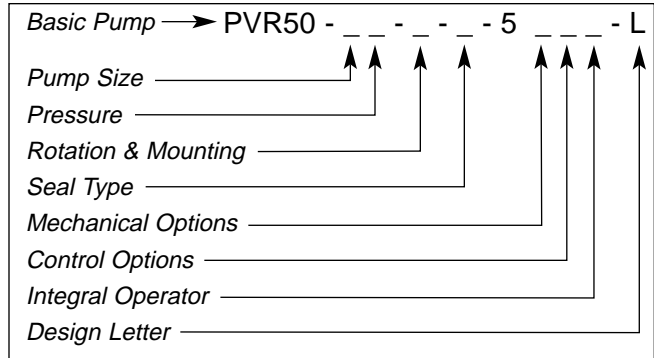 Basic Pump PVR50 - _ _ - _ - _ - 5 _ _ _ - L
Pump Size
Pressure
Rotation & Mounting
Seal Type
Mechanical Options
Control Options
Integral Operator
Design Letter